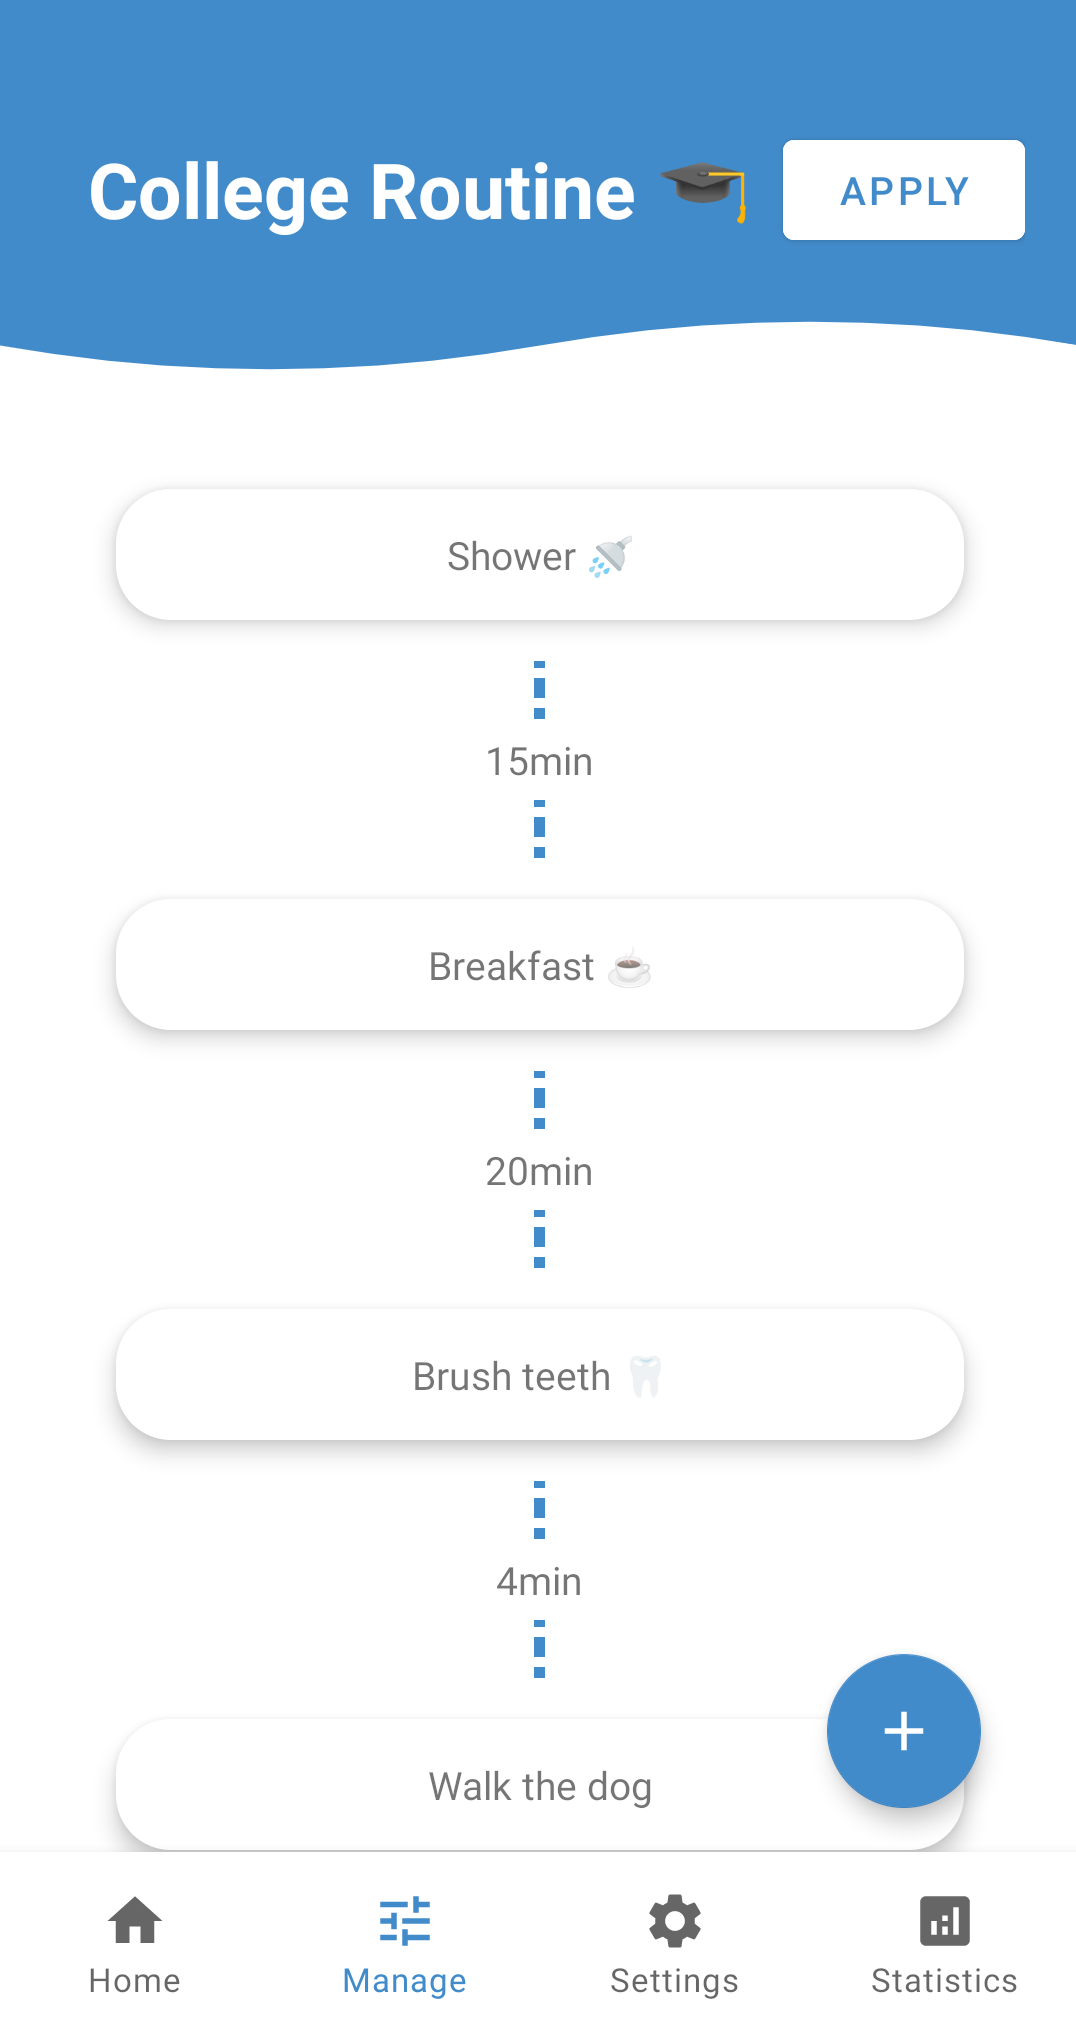 College Routine 🎓
APPLY
Shower 🚿
15min
Breakfast ☕
20min
Brush teeth 🦷
4min
Walk the dog
Home
Manage
Settings
Statistics